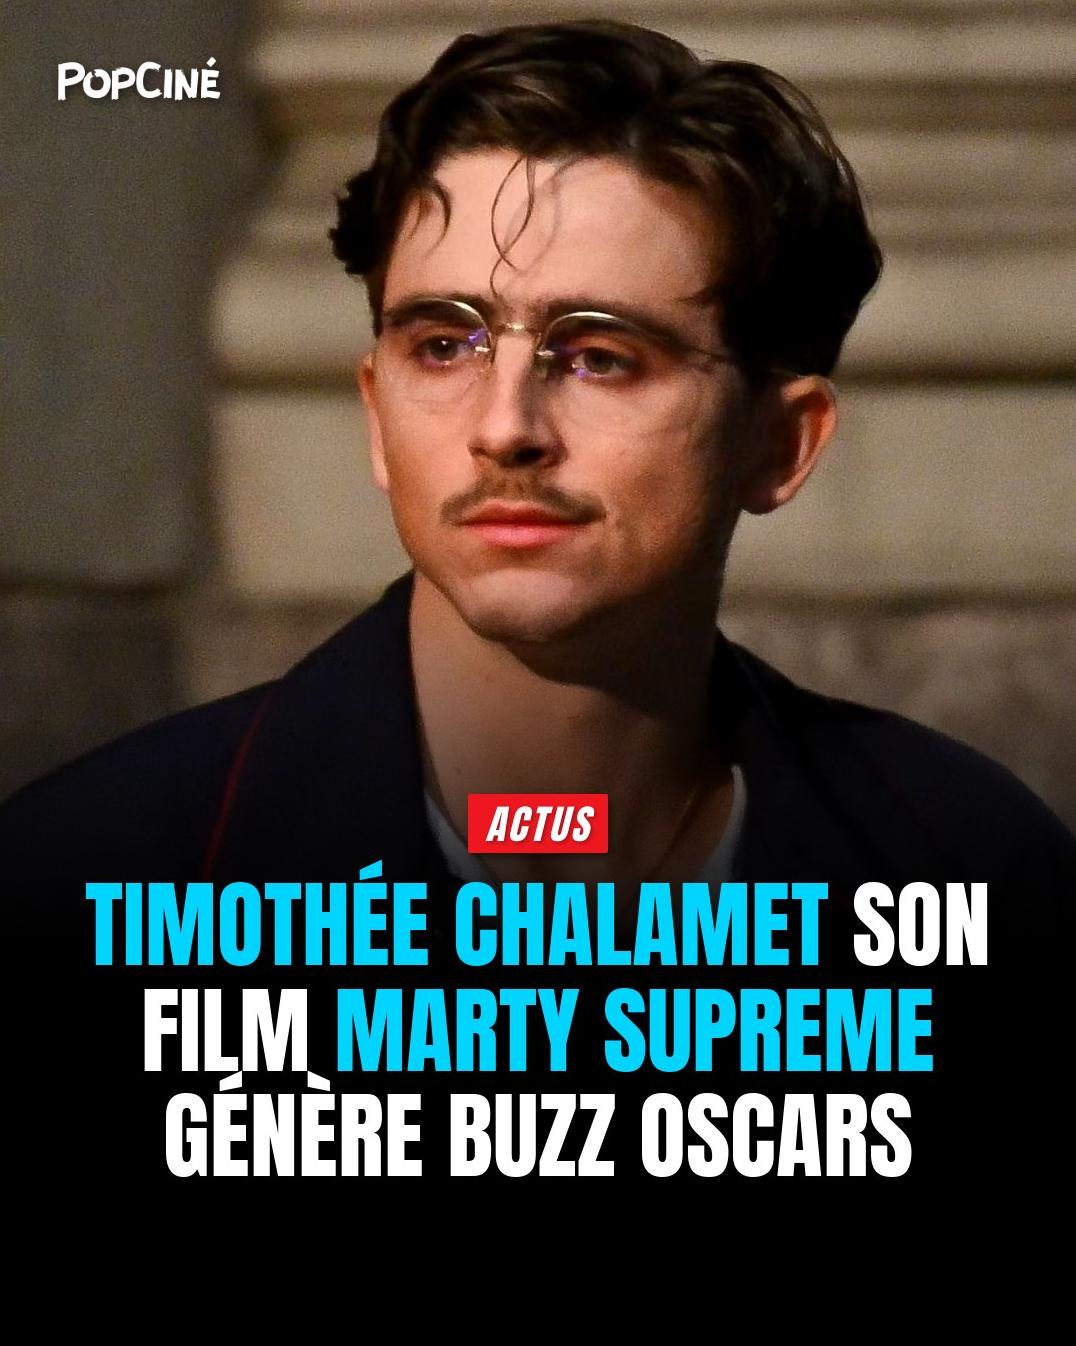 POPCINÉ
ACTUS
TIMOTHÉE CHALAMET SON
FILM MARTY SUPREME
GÉNÈRE BUZZ OSCARS